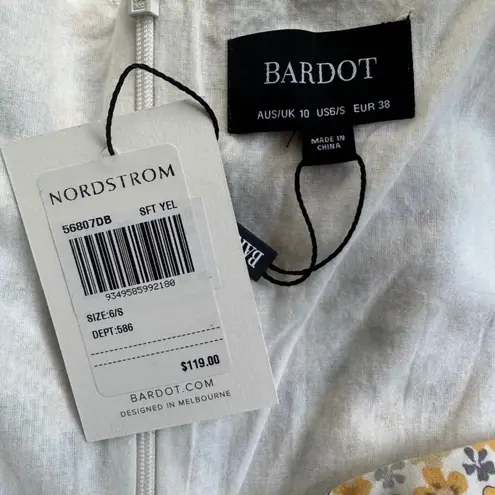 BARDOT
AUS/UK 10 US6/S EUR 38
MADE IN
CHINA
NORDSTROM
56807DB SFT YEL
9349585992180
SIZE:6/S
DEPT:586
$119.00
BARDOT.COM
DESIGNED IN MELBOURNE
BAR